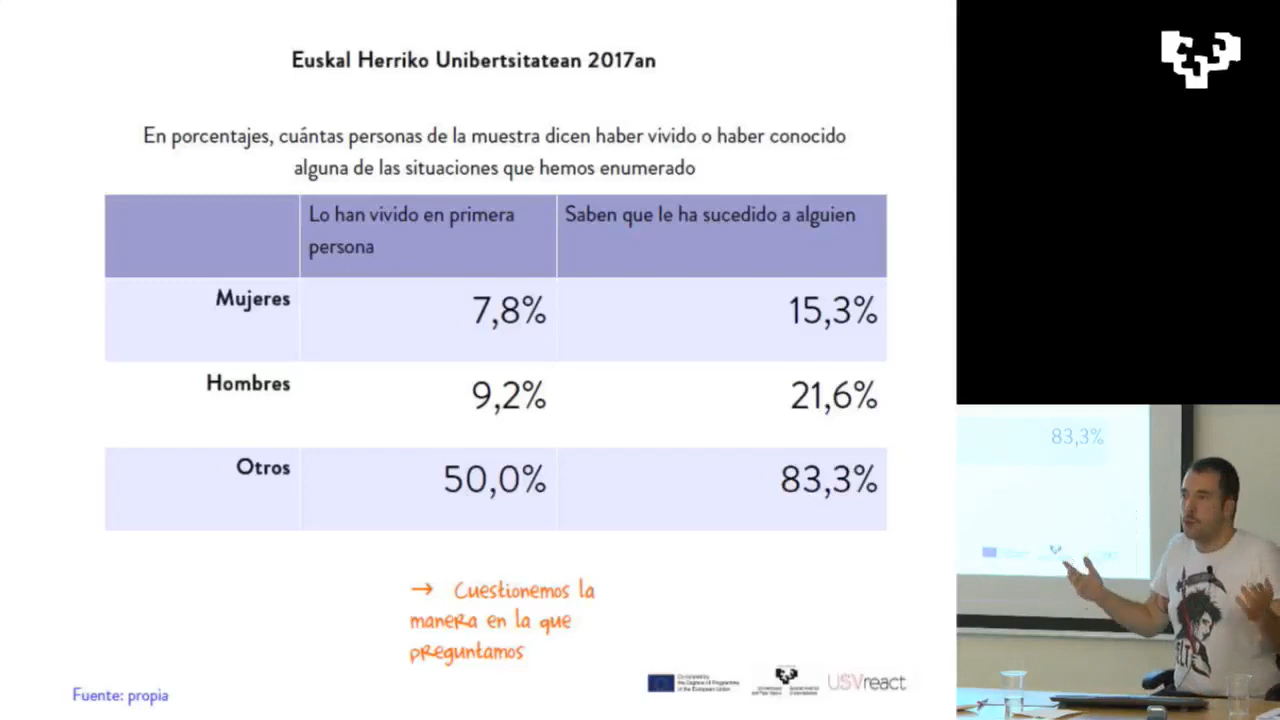 Euskal Herriko Unibertsitatean 2017an
En porcentajes, cuántas personas de la muestra dicen haber vivido o haber conocido
alguna de las situaciones que hemos enumerado
Lo han vivido en primera
persona
Saben que le ha sucedido a alguien
Mujeres
7,8%
15,3%
Hombres
9,2%
21,6%
Otros
50,0%
83,3%
→ Cuestionemos la
manera en la que
preguntamos
Fuente: propia
USVreact
83,3%